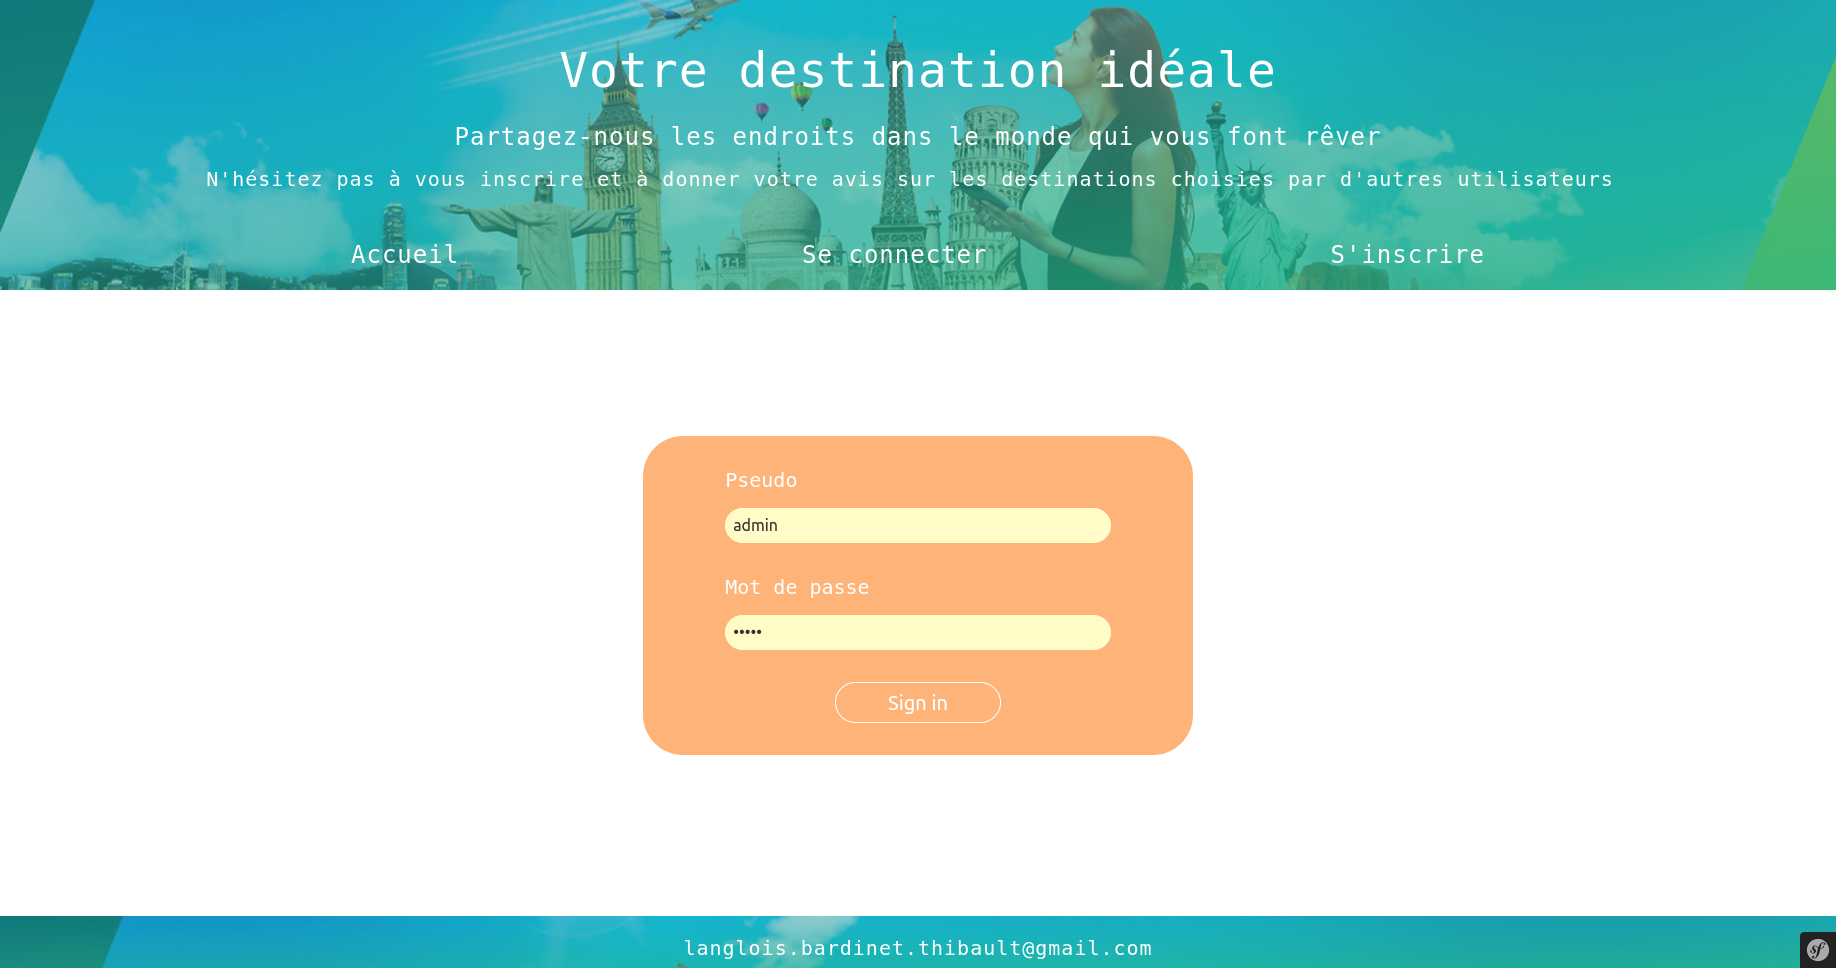 Votre destination idéale
Partagez-nous les endroits dans le monde qui vous font rêver
N'hésitez pas à vous inscrire et à donner votre avis sur les destinations choisies par d'autres utilisateurs
Accueil Se connecter S'inscrire
Pseudo
admin
Mot de passe
•••••
Sign in
langlois.bardinet.thibault@gmail.com